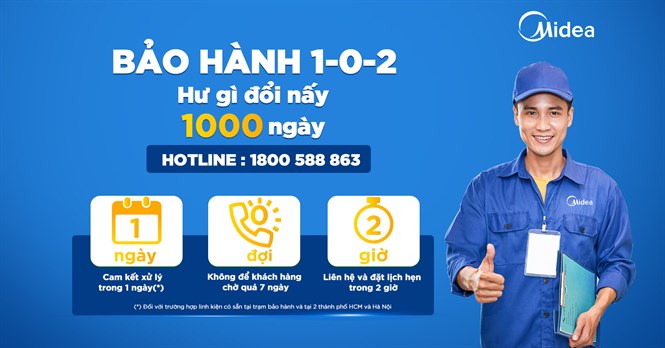 Midea
BẢO HÀNH 1-0-2
Hư gì đổi nấy
1000 ngày
HOTLINE : 1800 588 863
1
ngày
0
đợi
2
giờ
Cam kết xử lý
trong 1 ngày(*)
Không để khách hàng
chờ quá 7 ngày
Liên hệ và đặt lịch hẹn
trong 2 giờ
(*) Đối với trường hợp linh kiện có sẵn tại trạm bảo hành và tại 2 thành phố HCM và Hà Nội
Midea